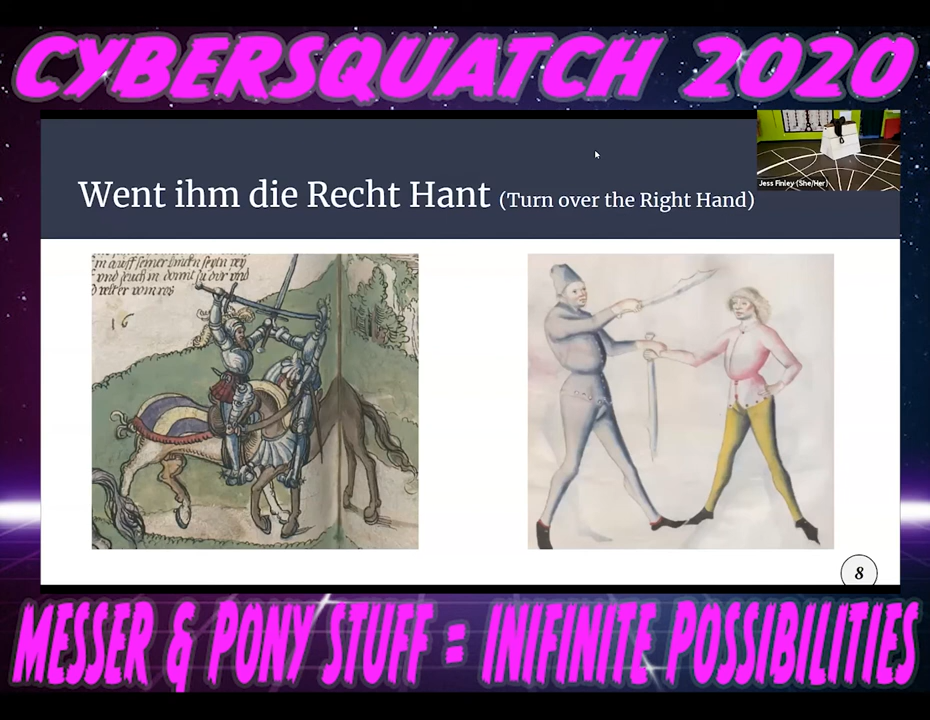 CYBERSQUATCH 2020
Went ihm die Recht Hant (Turn over the Right Hand)
Jess Finley (She/Her)
16
8
MESSER & PONY STUFF = INIFINITE POSSIBILITIES